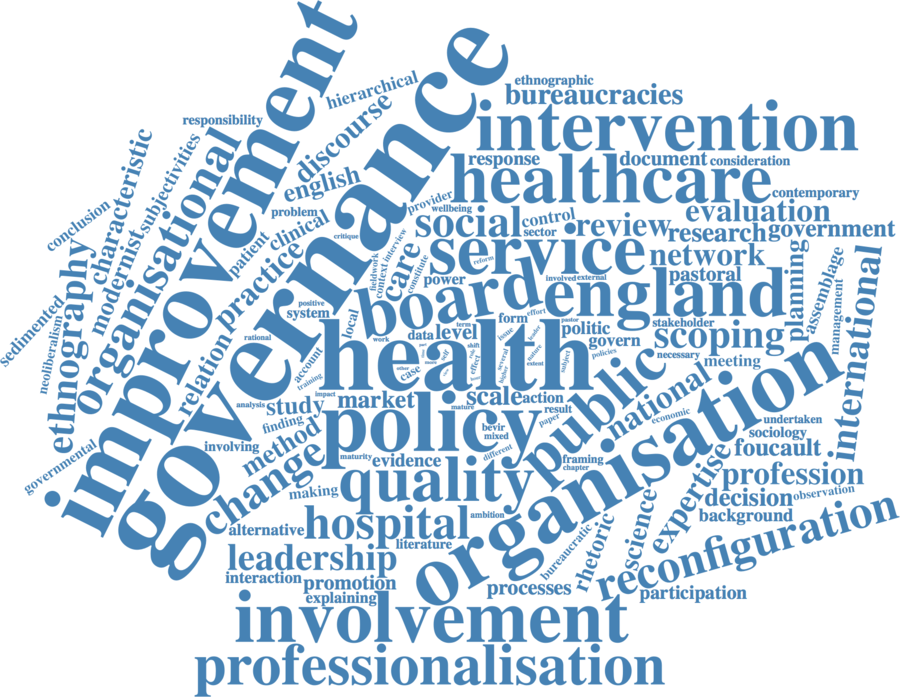 improvement
governance
hierarchical
ethnographic
bureaucracies
responsibility
discourse
intervention
characteristic
subjectivities
organisational
english
response
document
consideration
healthcare
contemporary
conclusion
modernist
problem
clinical
patient
critique
provider
wellbeing
social
control
sector
review
evaluation
research
government
ethnography
practice
relation
fieldwork
context
interview
care
constitute
reform
service
network
power
involved
external
pastoral
planning
assemblage
management
international
sedimented
neoliberalism
positive
system
local
board
england
form
effort
pastor
politic
stakeholder
scoping
rational
work
data
level
term
issue
leader
govern
policies
necessary
meeting
account
training
health
other
case
self
effect
role
shift
several
higher
nature
extent
subject
public
national
organisation
analysis
study
impact
market
mature
scale
action
result
paper
economic
finding
method
policy
bevir
mixed
different
undertaken
sociology
foucault
governmental
involving
change
maturity
evidence
framing
chapter
expertise
profession
making
quality
decision
observation
background
alternative
hospital
ambition
literature
science
rhetoric
bureaucratic
reconfiguration
leadership
interaction
promotion
explaining
processes
participation
involvement
professionalisation